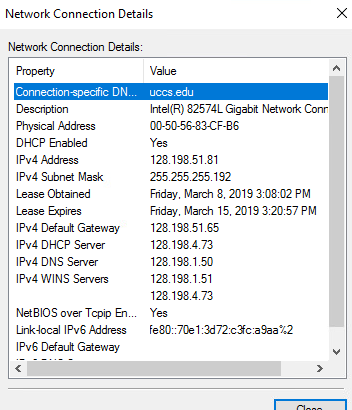 Network Connection Details
Network Connection Details:
Property Value
Connection-specific DN... uccs.edu
Description Intel(R) 82574L Gigabit Network Conn
Physical Address 00-50-56-83-CF-B6
DHCP Enabled Yes
IPv4 Address 128.198.51.81
IPv4 Subnet Mask 255.255.255.192
Lease Obtained Friday, March 8, 2019 3:08:02 PM
Lease Expires Friday, March 15, 2019 3:20:57 PM
IPv4 Default Gateway 128.198.51.65
IPv4 DHCP Server 128.198.4.73
IPv4 DNS Server 128.198.1.50
IPv4 WINS Servers 128.198.1.51
128.198.4.73
NetBIOS over Tcpip En... Yes
Link-local IPv6 Address fe80::70e1:3d72:c3fc:a9aa%2
IPv6 Default Gateway